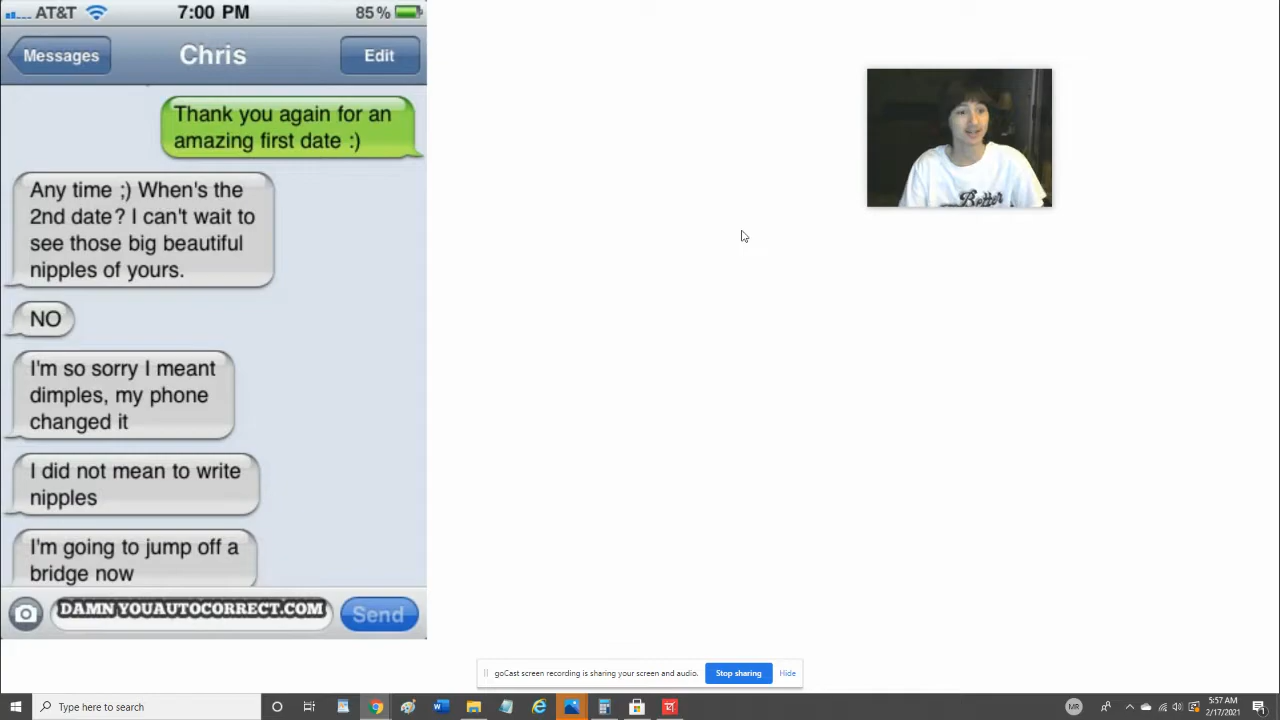 AT&T 7:00 PM 85%
Messages Chris Edit
Thank you again for an
amazing first date :)
Any time ;) When's the
2nd date? I can't wait to
see those big beautiful
nipples of yours.
NO
I'm so sorry I meant
dimples, my phone
changed it
I did not mean to write
nipples
I'm going to jump off a
bridge now
DAMN.YOUAUTOCORRECT.COM Send
Better
goCast screen recording is sharing your screen and audio. Stop sharing Hide
Type here to search
MR
5:57 AM
2/17/2021